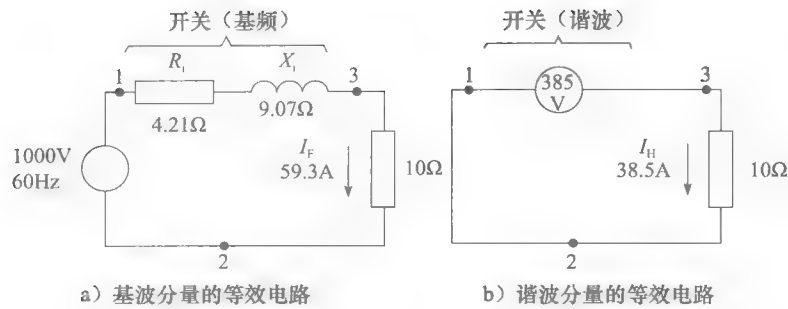 开关（基频）
1
R₁
X₁
3
4.21Ω
9.07Ω
1000V
60Hz
I_F
59.3A
10Ω
2
a）基波分量的等效电路
开关（谐波）
1
385
V
3
I_H
38.5A
10Ω
2
b）谐波分量的等效电路